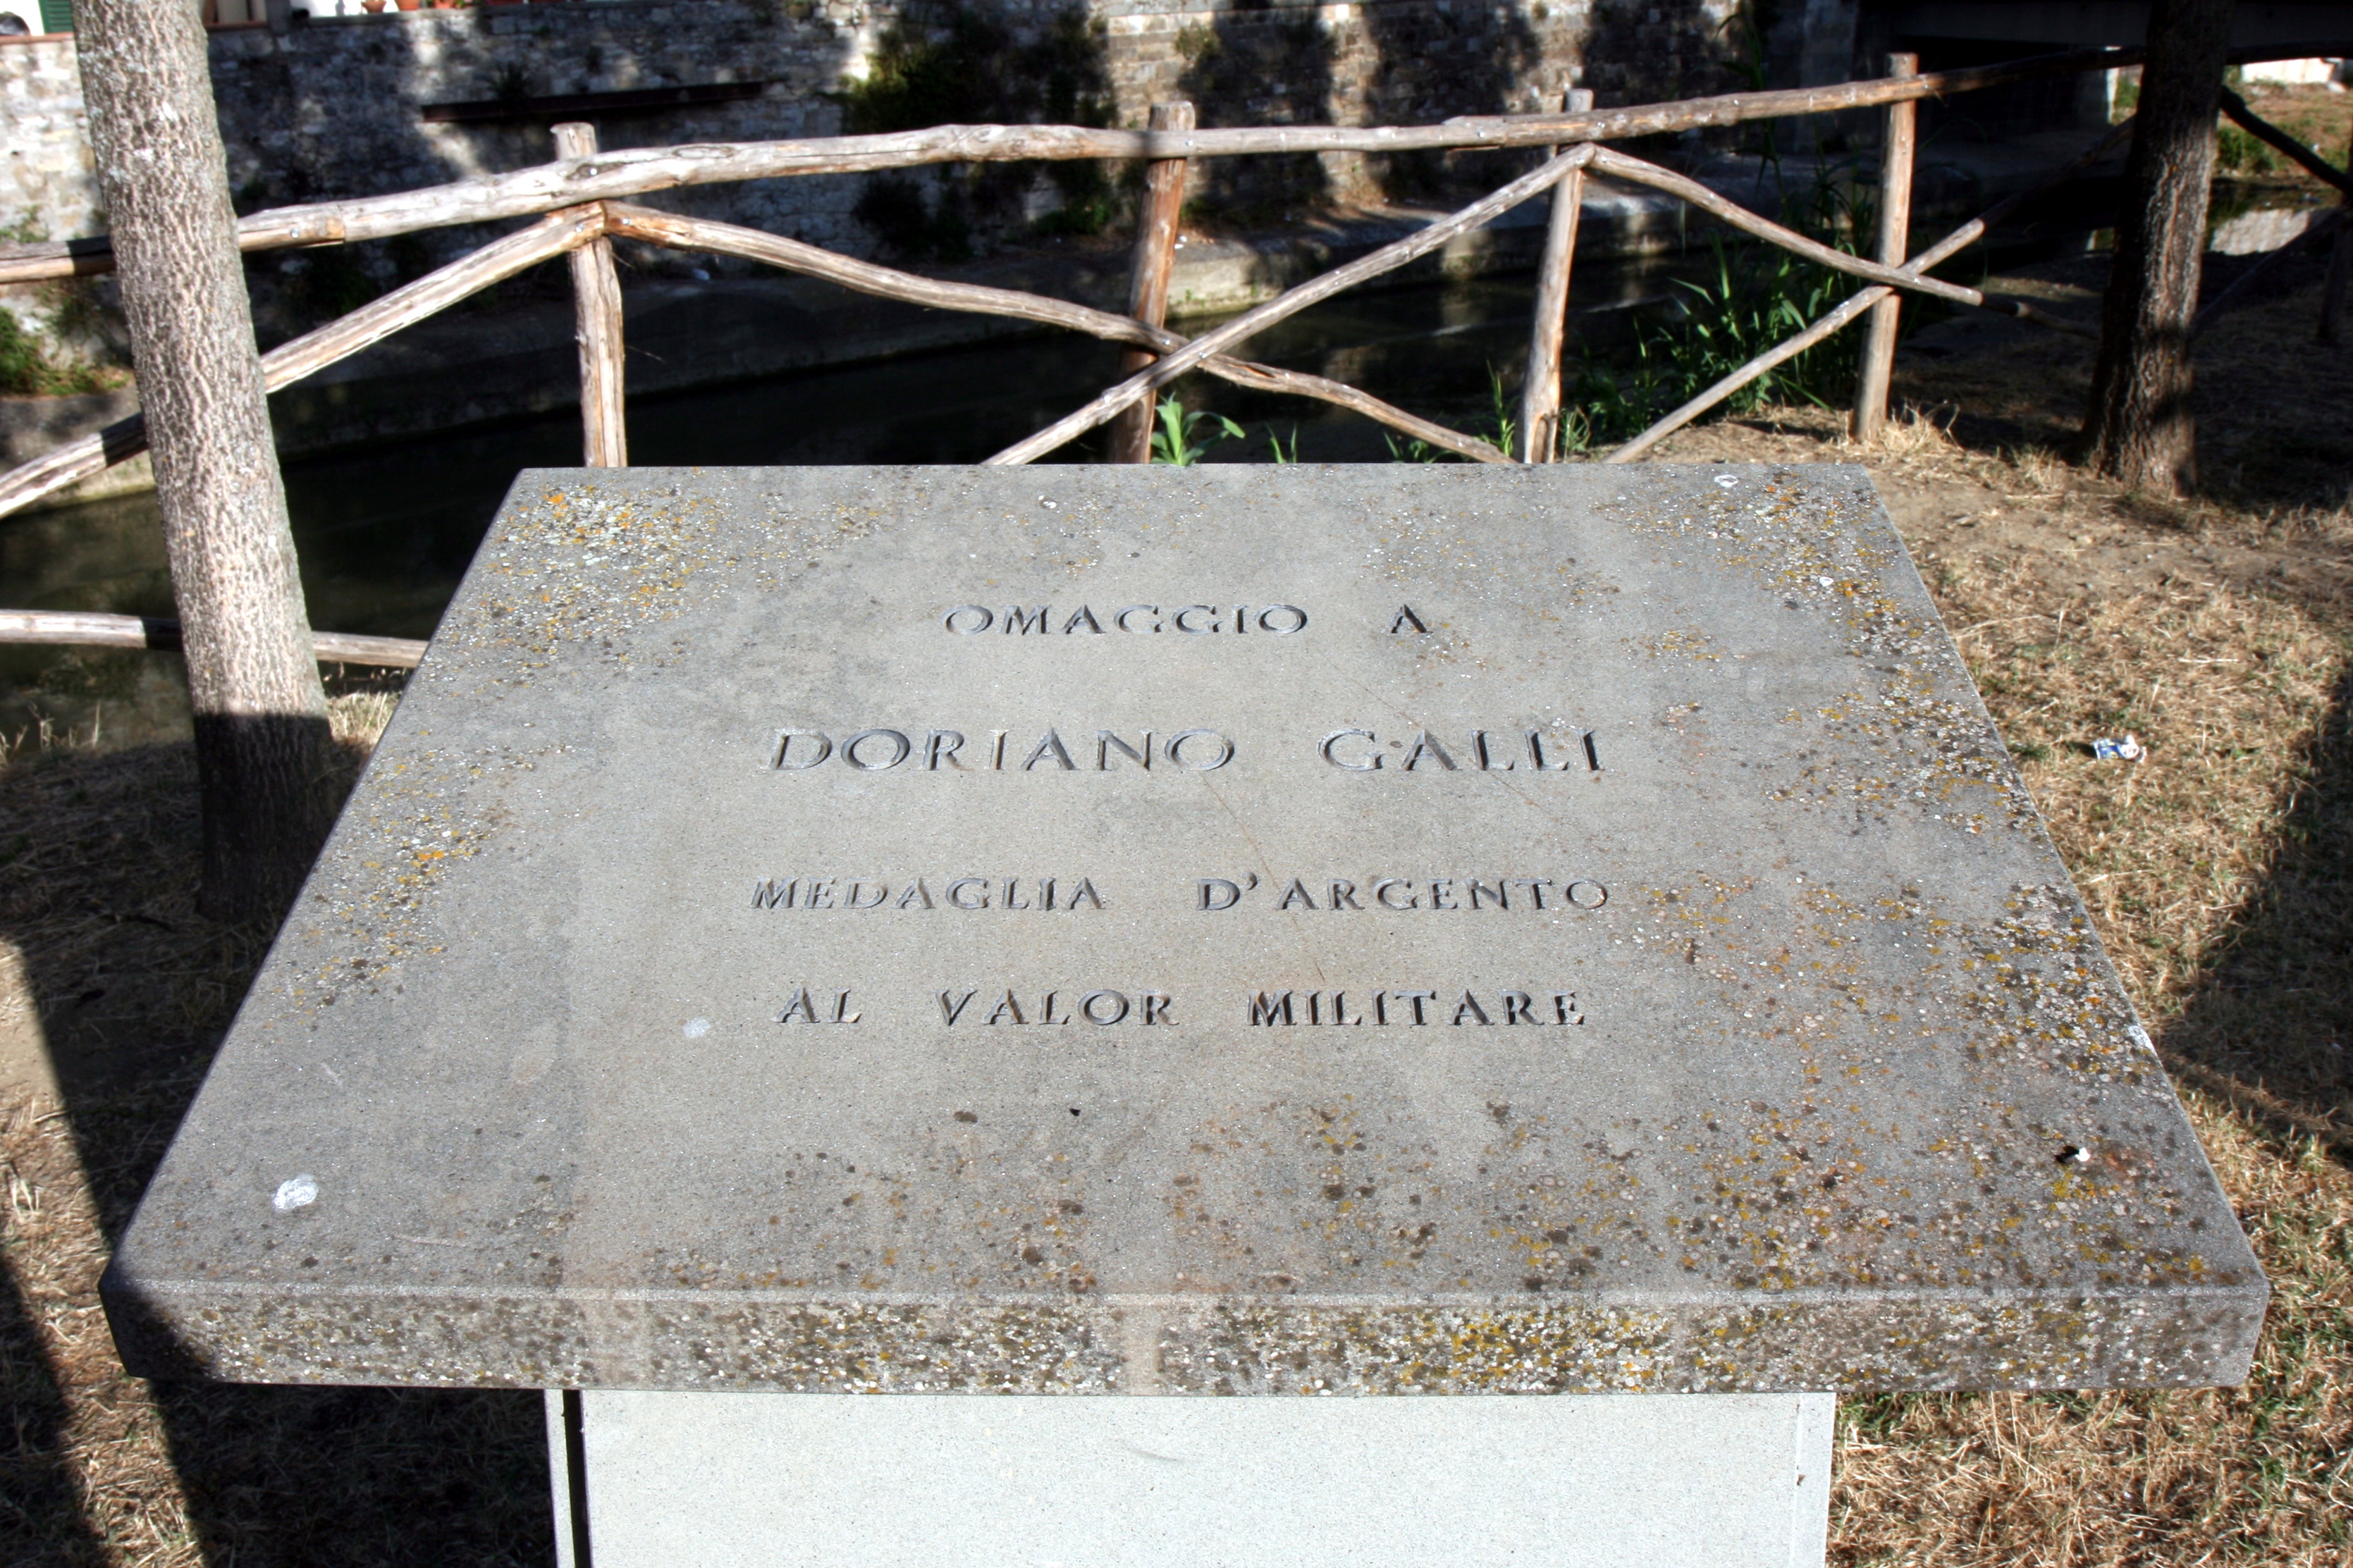 OMAGGIO A
DORIANO GALLI
MEDAGLIA D'ARGENTO
AL VALOR MILITARE